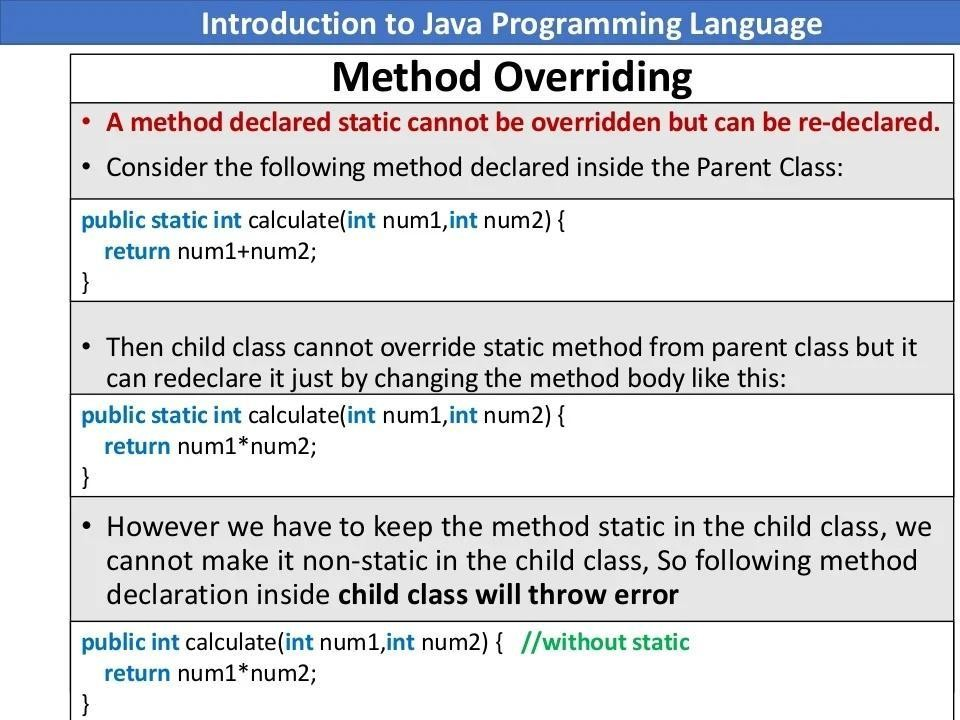 Introduction to Java Programming Language
Method Overriding
• A method declared static cannot be overridden but can be re-declared.
• Consider the following method declared inside the Parent Class:
public static int calculate(int num1,int num2) {
return num1+num2;
}
• Then child class cannot override static method from parent class but it
can redeclare it just by changing the method body like this:
public static int calculate(int num1,int num2) {
return num1*num2;
}
• However we have to keep the method static in the child class, we
cannot make it non-static in the child class, So following method
declaration inside child class will throw error
public int calculate(int num1,int num2) { //without static
return num1*num2;
}